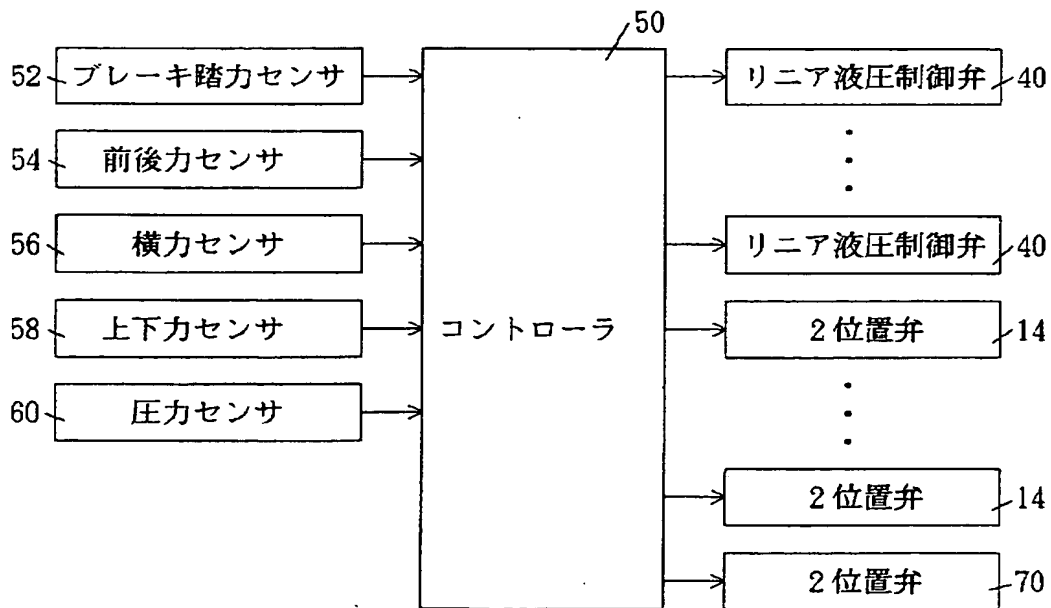 50
52 ブレーキ踏力センサ
54 前後力センサ
56 横力センサ
58 上下力センサ
60 圧力センサ
コントローラ
リニア液圧制御弁 40
リニア液圧制御弁 40
2位置弁 14
2位置弁 14
2位置弁 70